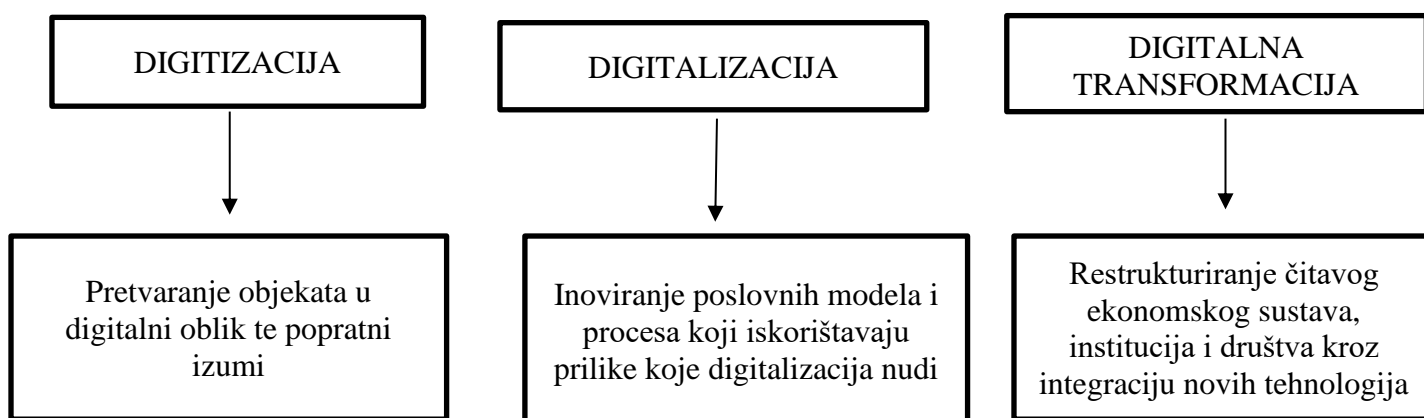 DIGITIZACIJA
DIGITALIZACIJA
DIGITALNA
TRANSFORMACIJA
Pretvaranje objekata u
digitalni oblik te popratni
izumi
Inoviranje poslovnih modela i
procesa koji iskorištavaju
prilike koje digitalizacija nudi
Restrukturiranje čitavog
ekonomskog sustava,
institucija i društva kroz
integraciju novih tehnologija